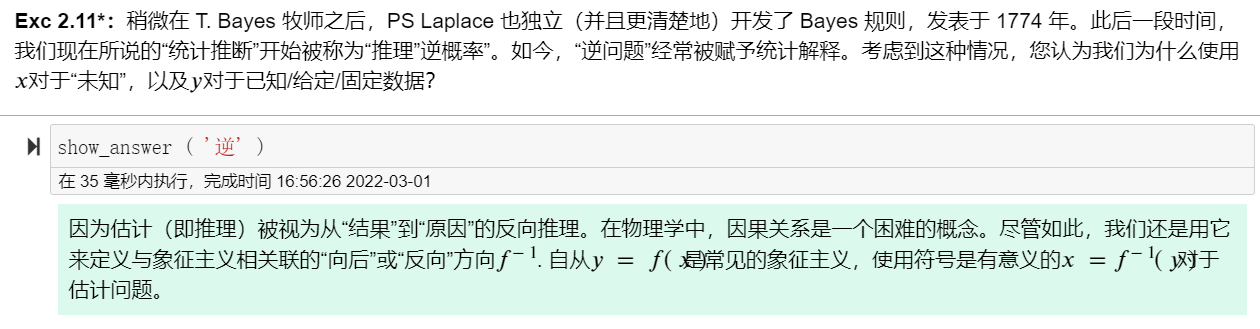 Exc 2.11*：稍微在 T. Bayes 牧师之后，PS Laplace 也独立（并且更清楚地）开发了 Bayes 规则，发表于 1774 年。此后一段时间，
我们现在所说的“统计推断”开始被称为“推理”逆概率”。如今，“逆问题”经常被赋予统计解释。考虑到这种情况，您认为我们为什么使用
x对于“未知”，以及y对于已知/给定/固定数据？
show_answer ( '逆' )
在 35 毫秒内执行，完成时间 16:56:26 2022-03-01
因为估计（即推理）被视为从“结果”到“原因”的反向推理。在物理学中，因果关系是一个困难的概念。尽管如此，我们还是用它
来定义与象征主义相关联的“向后”或“反向”方向f⁻¹. 自从y = f(x)是常见的象征主义，使用符号是有意义的x = f⁻¹(y)对于
估计问题。